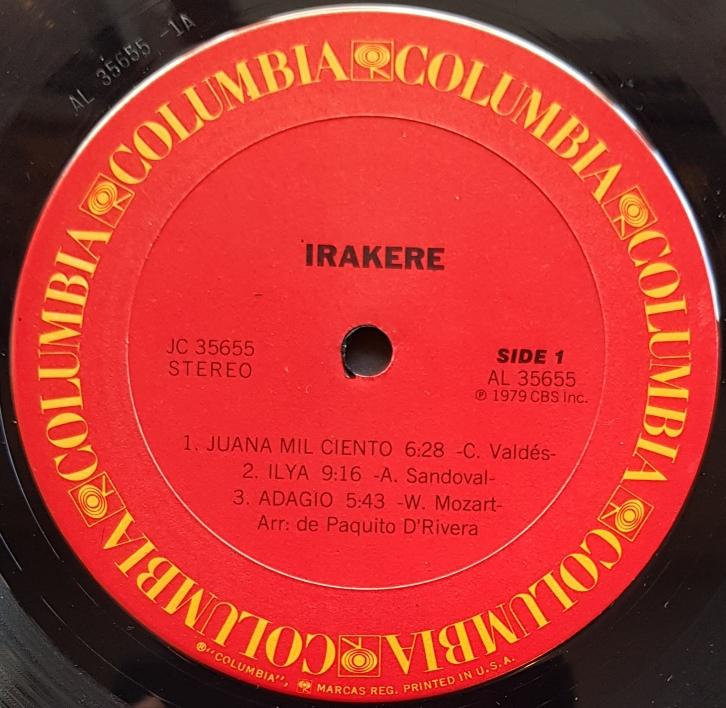 AL 35655 -1A
COLUMBIA COLUMBIA COLUMBIA COLUMBIA COLUMBIA COLUMBIA COLUMBIA
IRAKERE
JC 35655
STEREO
SIDE 1
AL 35655
℗ 1979 CBS Inc.
1. JUANA MIL CIENTO 6:28 -C. Valdés-
2. ILYA 9:16 -A. Sandoval-
3. ADAGIO 5:43 -W. Mozart-
Arr: de Paquito D'Rivera
®"COLUMBIA", MARCAS REG. PRINTED IN U.S.A.